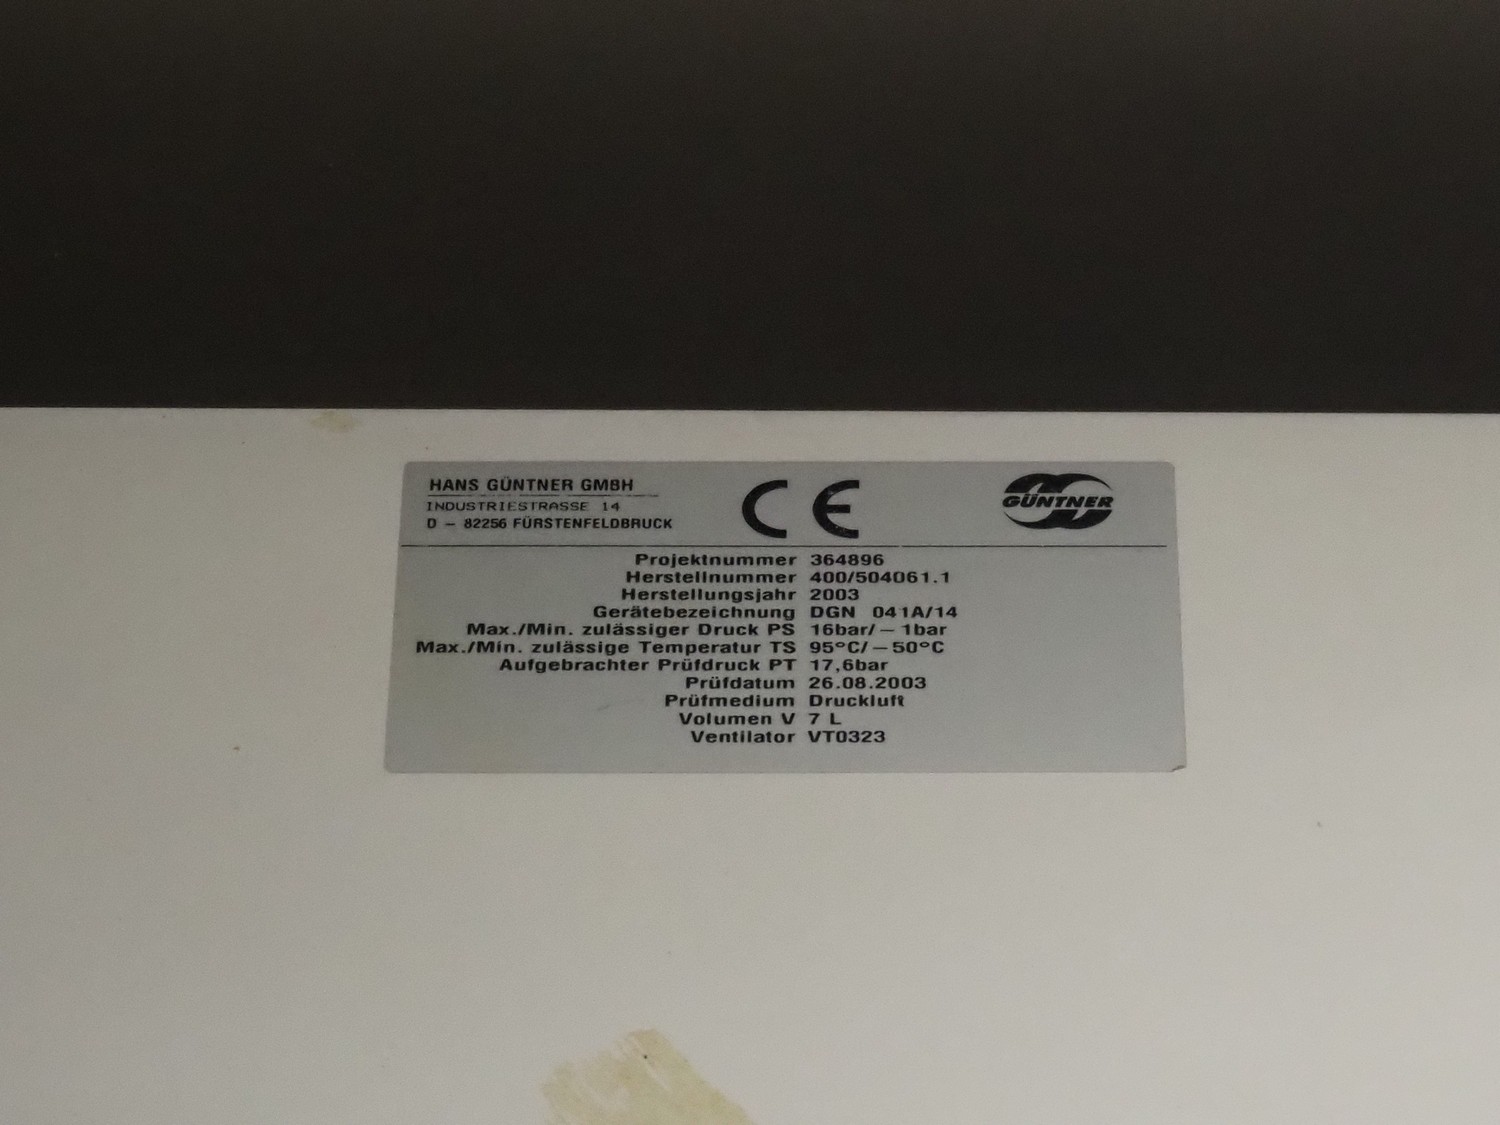 HANS GÜNTNER GMBH
INDUSTRIESTRASSE 14
D – 82256 FÜRSTENFELDBRUCK
CE
GÜNTNER
Projektnummer 364896
Herstellnummer 400/504061.1
Herstellungsjahr 2003
Gerätebezeichnung DGN 041A/14
Max./Min. zulässiger Druck PS 16bar/–1bar
Max./Min. zulässige Temperatur TS 95°C/–50°C
Aufgebrachter Prüfdruck PT 17,6bar
Prüfdatum 26.08.2003
Prüfmedium Druckluft
Volumen V 7 L
Ventilator VT0323